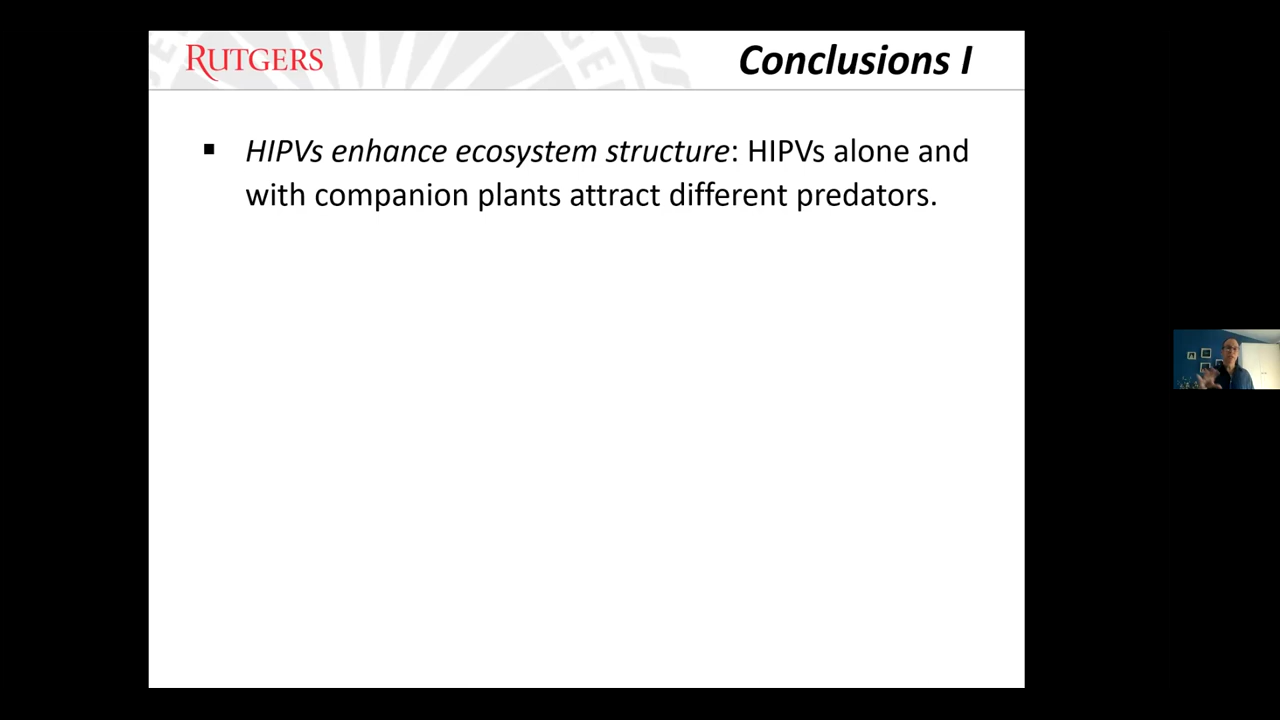 RUTGERS
Conclusions I
▪ HIPVs enhance ecosystem structure: HIPVs alone and
with companion plants attract different predators.